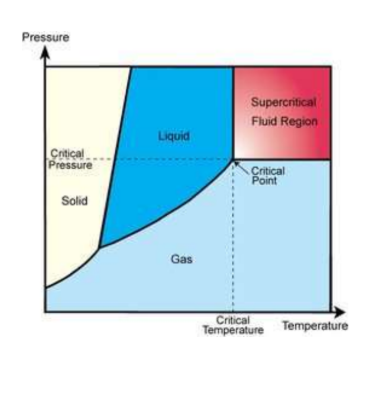 Pressure
Supercritical
Fluid Region
Liquid
Critical
Pressure
Critical
Point
Solid
Gas
Critical
Temperature
Temperature